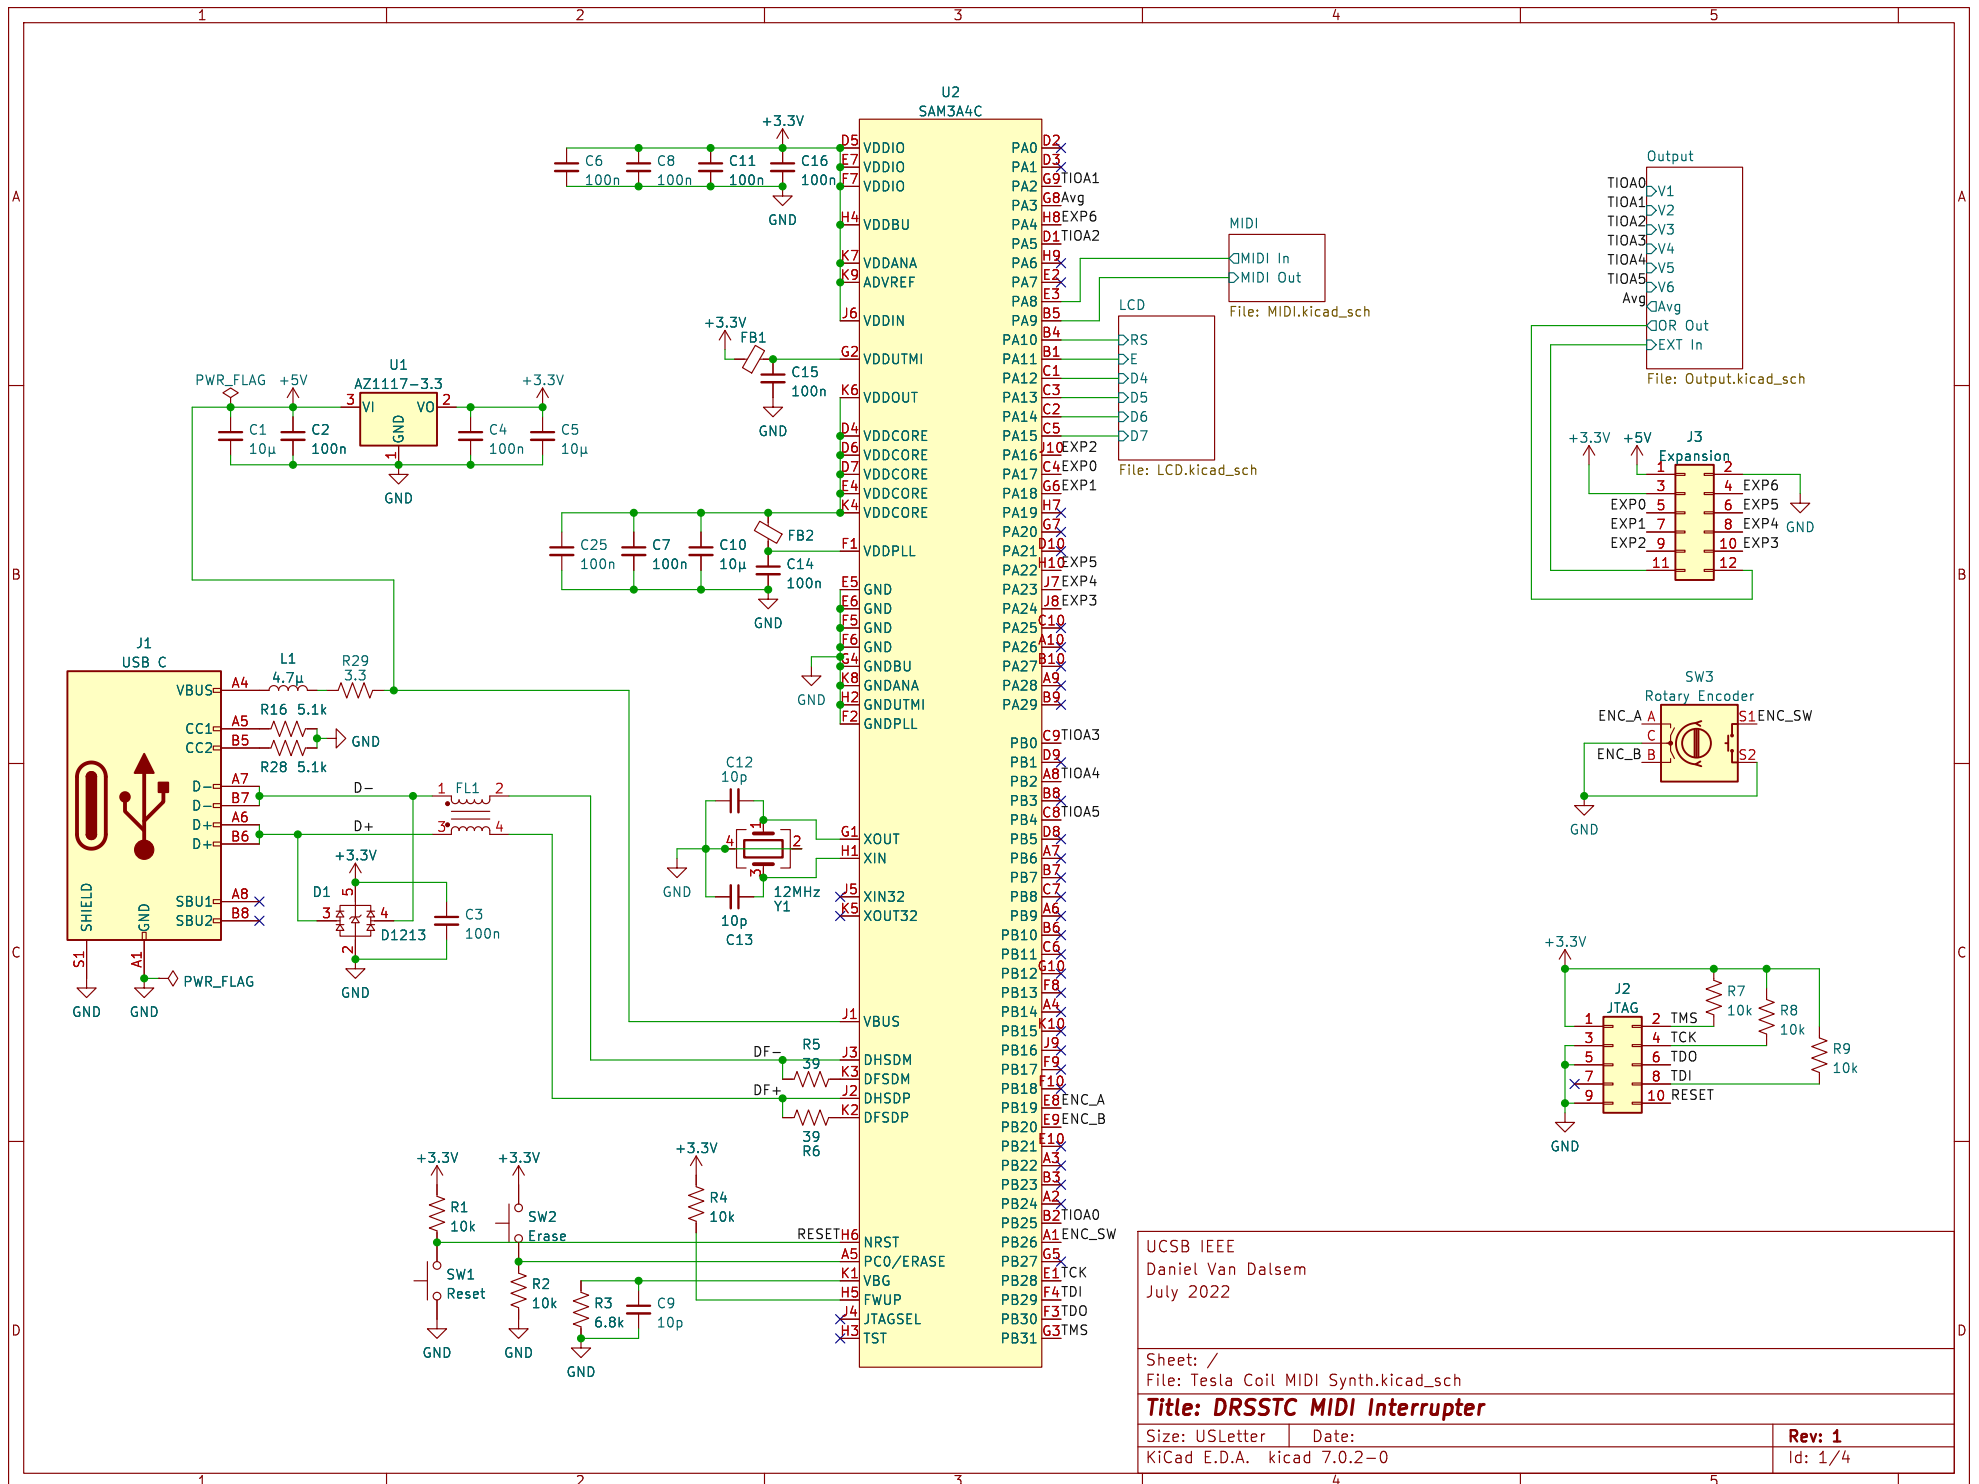 1 2 3 4 5
A
B
C
D
A
B
C
D
1 2 3 4 5
U2
SAM3A4C
D5 VDDIO
E7 VDDIO
F7 VDDIO
H4 VDDBU
K7 VDDANA
K9 ADVREF
J6 VDDIN
G2 VDDUTMI
K6 VDDOUT
D4 VDDCORE
D6 VDDCORE
D7 VDDCORE
E4 VDDCORE
K4 VDDCORE
F1 VDDPLL
E5 GND
E6 GND
F5 GND
F6 GND
G4 GNDBU
K8 GNDANA
H2 GNDUTMI
F2 GNDPLL
G1 XOUT
H1 XIN
J5 XIN32
K5 XOUT32
J1 VBUS
J3 DHSDM
K3 DFSDM
J2 DHSDP
K2 DFSDP
RESET H6 NRST
A5 PC0/ERASE
K1 VBG
H5 FWUP
J4 JTAGSEL
H3 TST
PA0 D2
PA1 D3
PA2 G9 TIOA1
PA3 G8 Avg
PA4 H8 EXP6
PA5 D1 TIOA2
PA6 H9
PA7 E2
PA8 E3
PA9 B5
PA10 B4
PA11 B1
PA12 C1
PA13 C3
PA14 C2
PA15 C5
PA16 J10 EXP2
PA17 C4 EXP0
PA18 G6 EXP1
PA19 H7
PA20 G7
PA21 D10
PA22 H10 EXP5
PA23 J7 EXP4
PA24 J8 EXP3
PA25 C10
PA26 A10
PA27 B10
PA28 A9
PA29 B9
PB0 C9 TIOA3
PB1 D9
PB2 A8 TIOA4
PB3 B8
PB4 C8 TIOA5
PB5 D8
PB6 A7
PB7 B7
PB8 C7
PB9 A6
PB10 B6
PB11 C6
PB12 G10
PB13 F8
PB14 A4
PB15 K10
PB16 J9
PB17 F9
PB18 F10
PB19 E8 ENC_A
PB20 E9 ENC_B
PB21 E10
PB22 A3
PB23 B3
PB24 A2
PB25 B2 TIOA0
PB26 A1 ENC_SW
PB27 G5
PB28 E1 TCK
PB29 F4 TDI
PB30 F3 TDO
PB31 G3 TMS
+3.3V
C6 C8 C11 C16
100n 100n 100n 100n
GND
+3.3V
FB1
C15
100n
GND
U1
AZ1117-3.3
PWR_FLAG +5V +3.3V
3 VI VO 2
GND
1
C1 C2 C4 C5
10µ 100n 100n 10µ
GND
FB2
C25 C7 C10 C14
100n 100n 10µ 100n
GND
GND
J1
USB C
VBUS A4
CC1 A5
CC2 B5
D- A7
D- B7
D+ A6
D+ B6
SBU1 A8
SBU2 B8
SHIELD
GND
S1
A1
GND
GND
PWR_FLAG
L1
4.7µ
R29
3.3
R16 5.1k
GND
R28 5.1k
D-
D+
FL1
1 2
3 4
+3.3V
D1
5
3 4
2
D1213
C3
100n
GND
C12
10p
1
4 2
3
GND
12MHz
Y1
10p
C13
DF-
R5
39
DF+
39
R6
+3.3V
R1
10k
SW1
Reset
GND
+3.3V
SW2
Erase
R2
10k
GND
+3.3V
R4
10k
R3
6.8k
C9
10p
GND
MIDI
MIDI In
MIDI Out
File: MIDI.kicad_sch
LCD
RS
E
D4
D5
D6
D7
File: LCD.kicad_sch
Output
TIOA0 V1
TIOA1 V2
TIOA2 V3
TIOA3 V4
TIOA4 V5
TIOA5 V6
Avg Avg
OR Out
EXT In
File: Output.kicad_sch
+3.3V +5V
J3
Expansion
1 2
3 4 EXP6
EXP0 5 6 EXP5
EXP1 7 8 EXP4
EXP2 9 10 EXP3
11 12
GND
SW3
Rotary Encoder
ENC_A A S1 ENC_SW
C
ENC_B B S2
GND
+3.3V
J2
JTAG
1 2 TMS
3 4 TCK
5 6 TDO
7 8 TDI
9 10 RESET
R7
10k
R8
10k
R9
10k
GND
UCSB IEEE
Daniel Van Dalsem
July 2022
Sheet: /
File: Tesla Coil MIDI Synth.kicad_sch
Title: DRSSTC MIDI Interrupter
Size: USLetter Date: Rev: 1
KiCad E.D.A. kicad 7.0.2-0 Id: 1/4